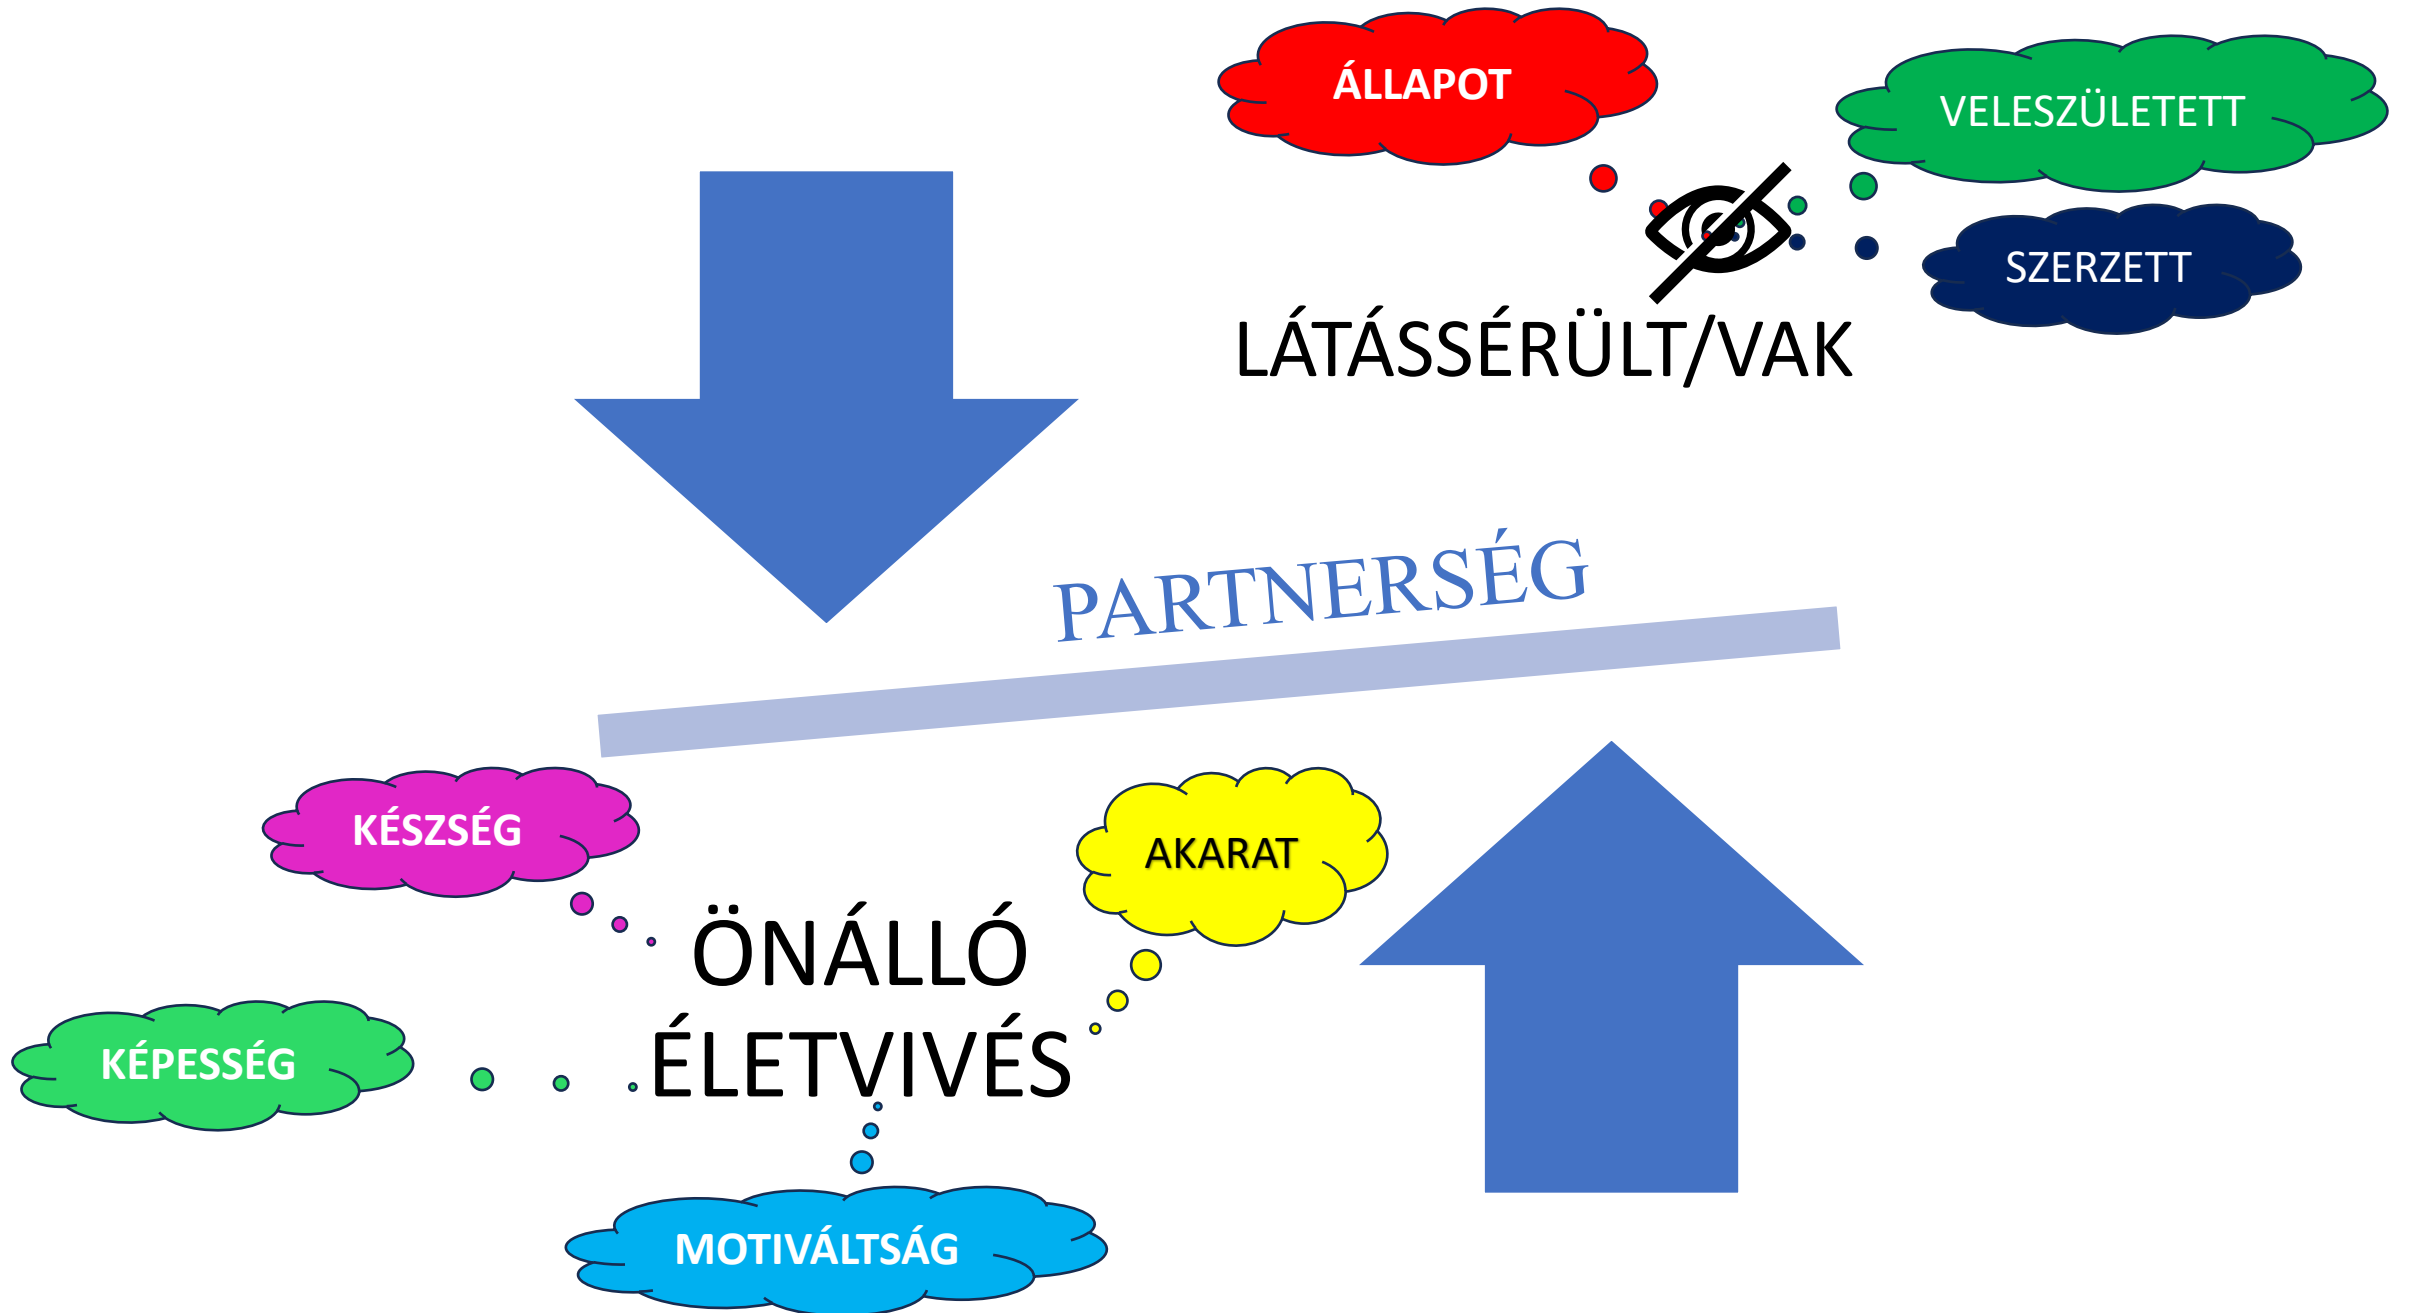 ÁLLAPOT
VELESZÜLETETT
SZERZETT
LÁTÁSSÉRÜLT/VAK
PARTNERSÉG
KÉSZSÉG
AKARAT
ÖNÁLLÓ
ÉLETVIVÉS
KÉPESSÉG
MOTIVÁLTSÁG